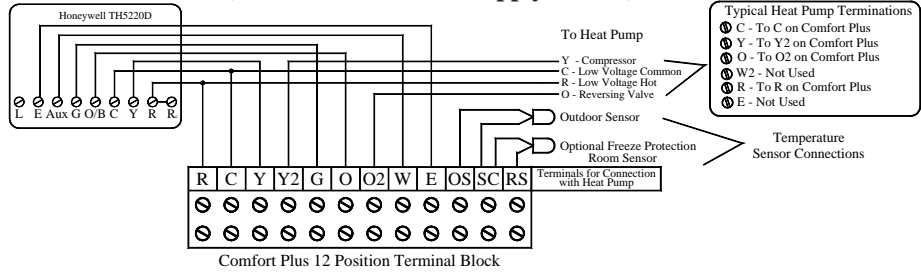 Honeywell TH5220D
L E Aux G O/B C Y R R
To Heat Pump
Y - Compressor
C - Low Voltage Common
R - Low Voltage Hot
O - Reversing Valve
Outdoor Sensor
Optional Freeze Protection
Room Sensor
Typical Heat Pump Terminations
C - To C on Comfort Plus
Y - To Y2 on Comfort Plus
O - To O2 on Comfort Plus
W2 - Not Used
R - To R on Comfort Plus
E - Not Used
Temperature
Sensor Connections
R C Y Y2 G O O2 W E OS SC RS
Terminals for Connection
with Heat Pump
Comfort Plus 12 Position Terminal Block